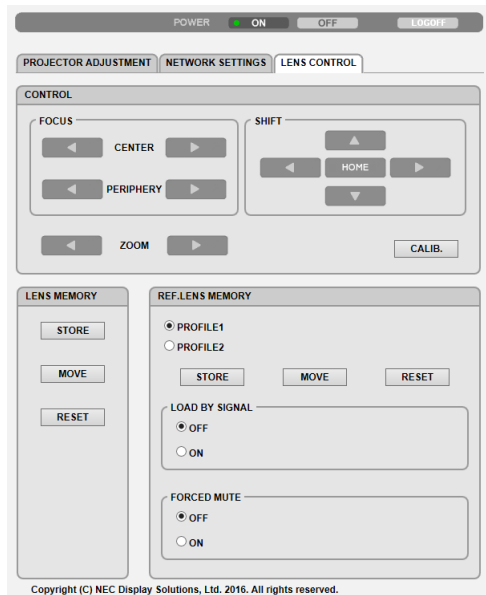 POWER ON OFF LOGOFF
PROJECTOR ADJUSTMENT NETWORK SETTINGS LENS CONTROL
CONTROL
FOCUS SHIFT
CENTER
HOME
PERIPHERY
ZOOM
CALIB.
LENS MEMORY REF.LENS MEMORY
PROFILE1
STORE
PROFILE2
MOVE STORE MOVE RESET
LOAD BY SIGNAL
RESET
OFF
ON
FORCED MUTE
OFF
ON
Copyright (C) NEC Display Solutions, Ltd. 2016. All rights reserved.